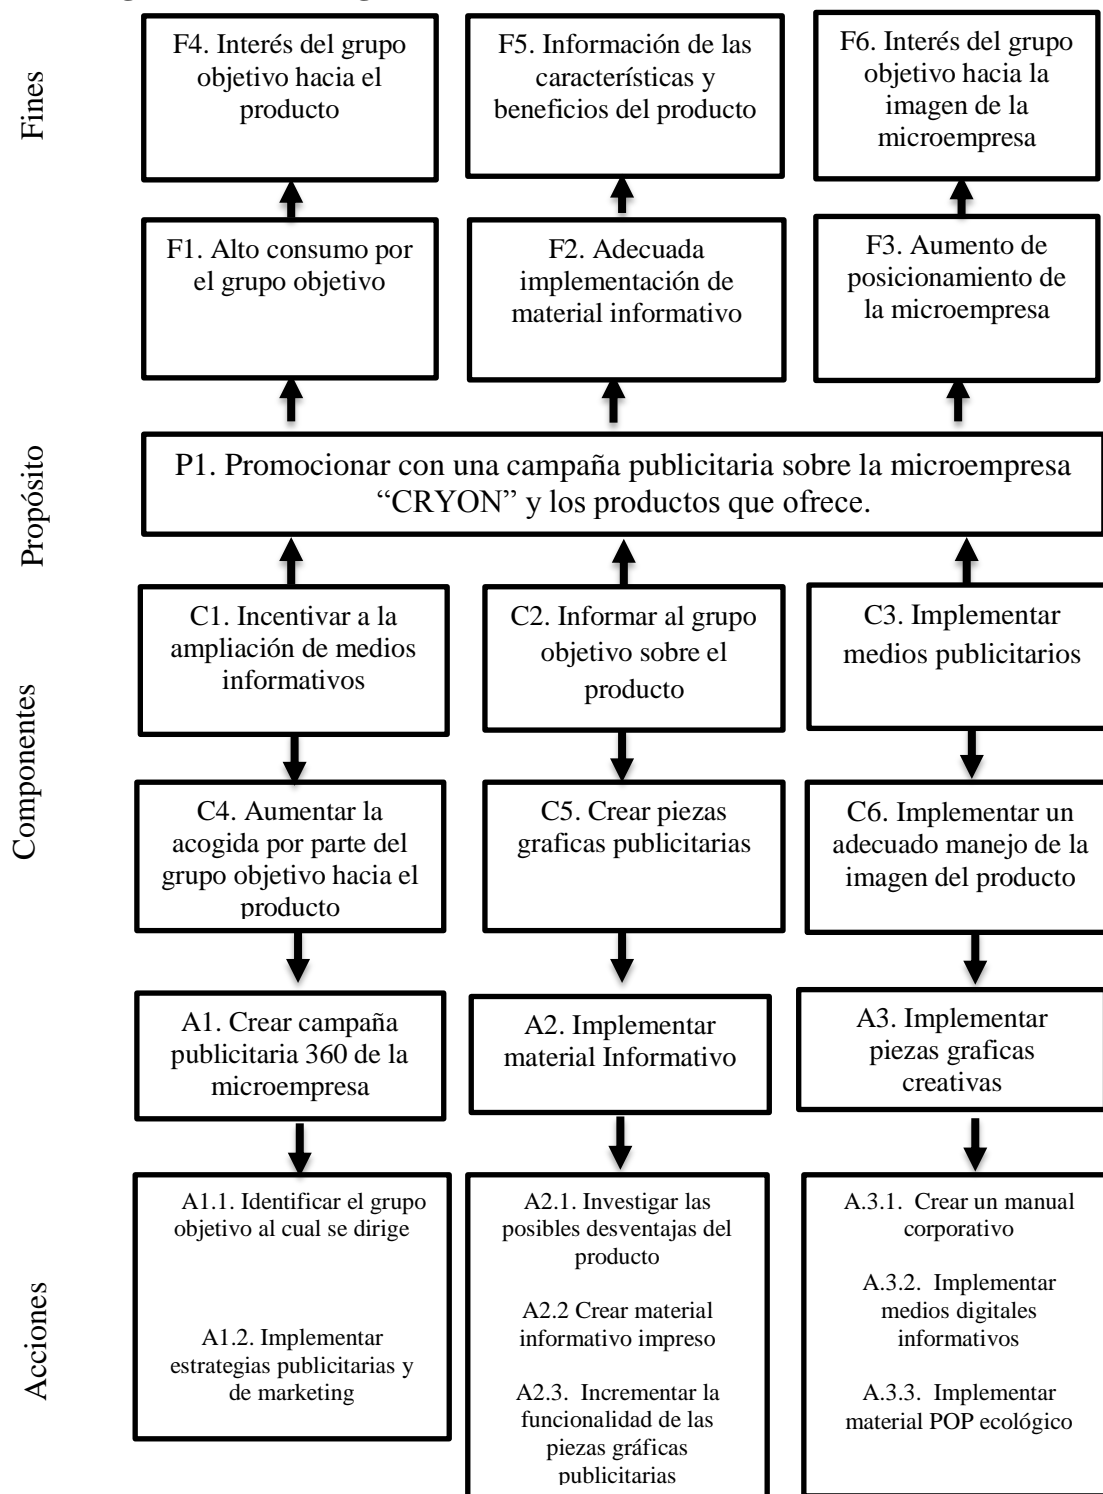 F4. Interés del grupo
objetivo hacia el
producto
F5. Información de las
características y
beneficios del producto
F6. Interés del grupo
objetivo hacia la
imagen de la
microempresa
Fines
F1. Alto consumo por
el grupo objetivo
F2. Adecuada
implementación de
material informativo
F3. Aumento de
posicionamiento de
la microempresa
Propósito
P1. Promocionar con una campaña publicitaria sobre la microempresa
“CRYON” y los productos que ofrece.
C1. Incentivar a la
ampliación de medios
informativos
C2. Informar al grupo
objetivo sobre el
producto
C3. Implementar
medios publicitarios
Componentes
C4. Aumentar la
acogida por parte del
grupo objetivo hacia el
producto
C5. Crear piezas
graficas publicitarias
C6. Implementar un
adecuado manejo de la
imagen del producto
A1. Crear campaña
publicitaria 360 de la
microempresa
A2. Implementar
material Informativo
A3. Implementar
piezas graficas
creativas
Acciones
A1.1. Identificar el grupo
objetivo al cual se dirige
A1.2. Implementar
estrategias publicitarias y
de marketing
A2.1. Investigar las
posibles desventajas del
producto
A2.2 Crear material
informativo impreso
A2.3. Incrementar la
funcionalidad de las
piezas gráficas
publicitarias
A.3.1. Crear un manual
corporativo
A.3.2. Implementar
medios digitales
informativos
A.3.3. Implementar
material POP ecológico